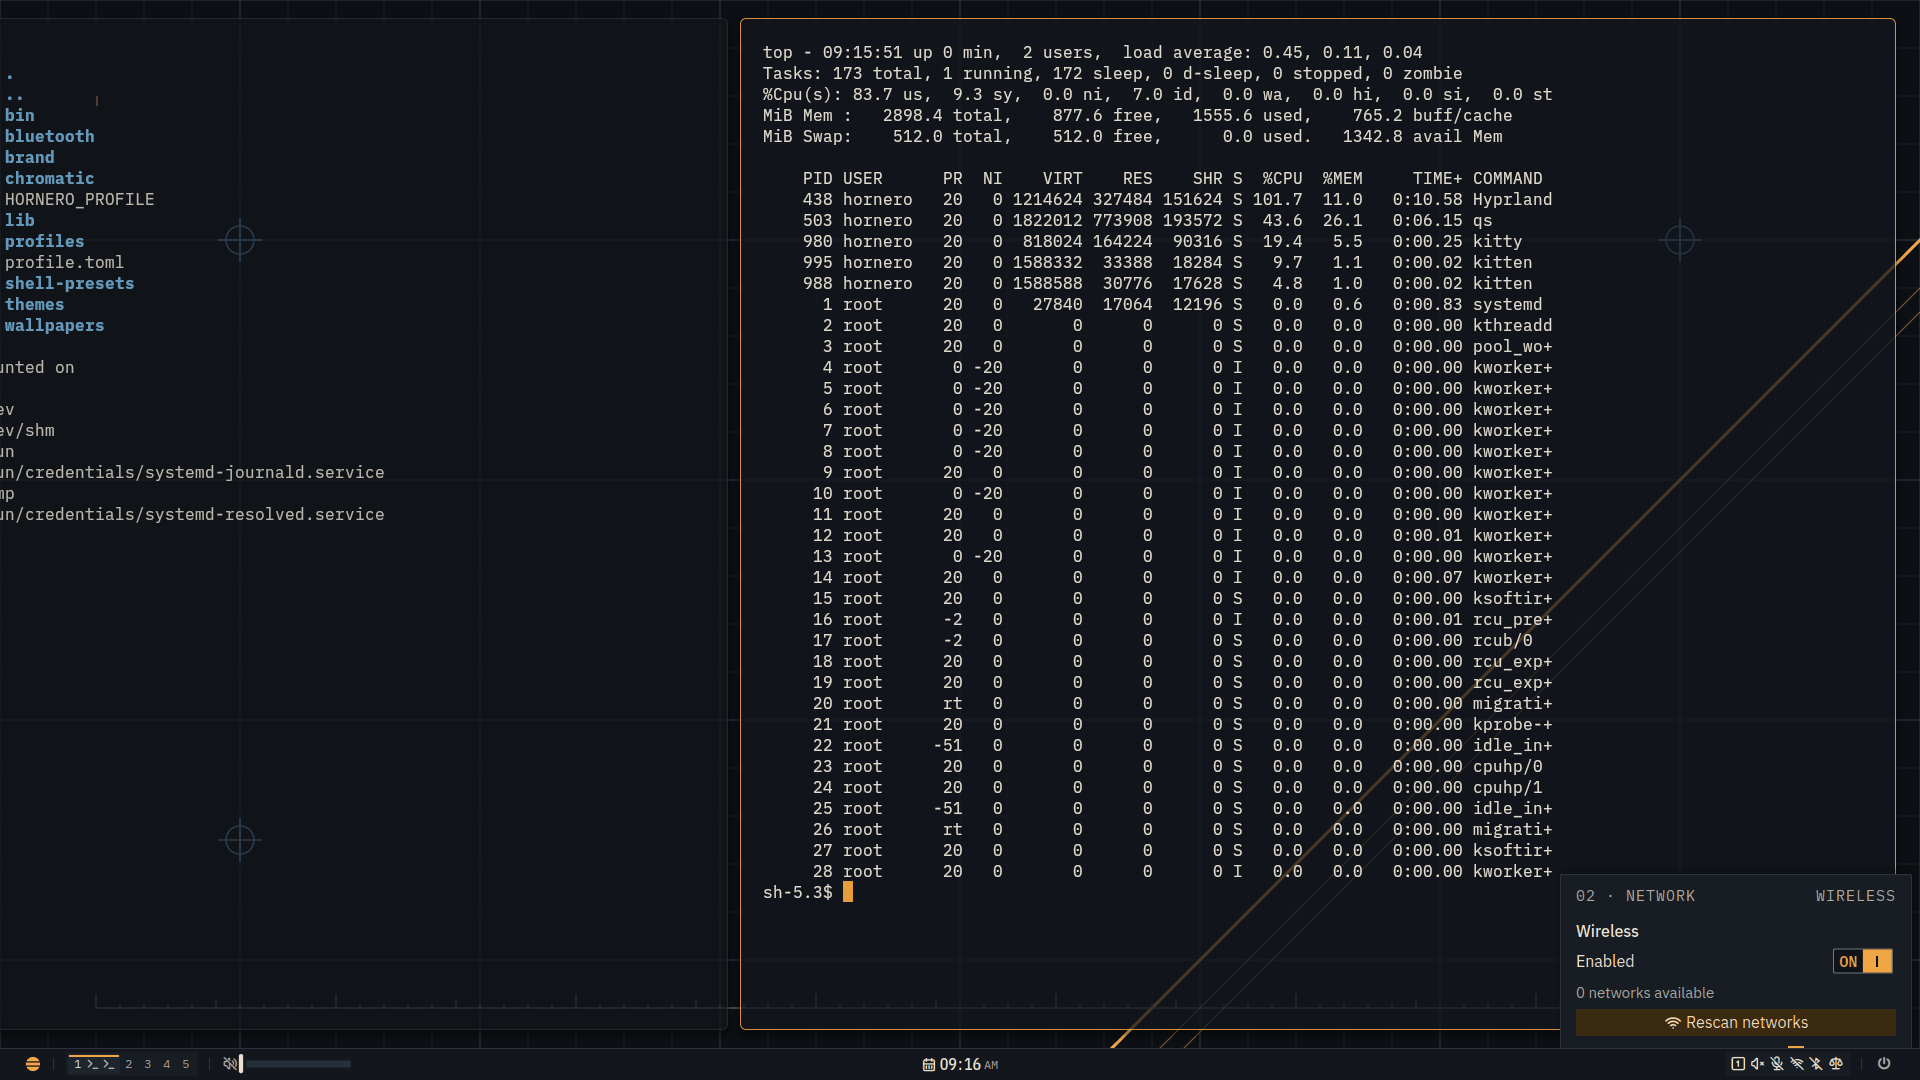 .
..
bin
bluetooth
brand
chromatic
HORNERO_PROFILE
lib
profiles
profile.toml
shell-presets
themes
wallpapers
unted on
ev
ev/shm
un
un/credentials/systemd-journald.service
mp
un/credentials/systemd-resolved.service
top - 09:15:51 up 0 min,  2 users,  load average: 0.45, 0.11, 0.04
Tasks: 173 total, 1 running, 172 sleep, 0 d-sleep, 0 stopped, 0 zombie
%Cpu(s): 83.7 us,  9.3 sy,  0.0 ni,  7.0 id,  0.0 wa,  0.0 hi,  0.0 si,  0.0 st
MiB Mem :   2898.4 total,    877.6 free,   1555.6 used,    765.2 buff/cache
MiB Swap:    512.0 total,    512.0 free,      0.0 used.   1342.8 avail Mem
PID USER PR NI VIRT RES SHR S %CPU %MEM TIME+ COMMAND
438 hornero 20 0 1214624 327484 151624 S 101.7 11.0 0:10.58 Hyprland
503 hornero 20 0 1822012 773908 193572 S 43.6 26.1 0:06.15 qs
980 hornero 20 0 818024 164224 90316 S 19.4 5.5 0:00.25 kitty
995 hornero 20 0 1588332 33388 18284 S 9.7 1.1 0:00.02 kitten
988 hornero 20 0 1588588 30776 17628 S 4.8 1.0 0:00.02 kitten
1 root 20 0 27840 17064 12196 S 0.0 0.6 0:00.83 systemd
2 root 20 0 0 0 0 S 0.0 0.0 0:00.00 kthreadd
3 root 20 0 0 0 0 S 0.0 0.0 0:00.00 pool_wo+
4 root 0 -20 0 0 0 I 0.0 0.0 0:00.00 kworker+
5 root 0 -20 0 0 0 I 0.0 0.0 0:00.00 kworker+
6 root 0 -20 0 0 0 I 0.0 0.0 0:00.00 kworker+
7 root 0 -20 0 0 0 I 0.0 0.0 0:00.00 kworker+
8 root 0 -20 0 0 0 I 0.0 0.0 0:00.00 kworker+
9 root 20 0 0 0 0 I 0.0 0.0 0:00.00 kworker+
10 root 0 -20 0 0 0 I 0.0 0.0 0:00.00 kworker+
11 root 20 0 0 0 0 I 0.0 0.0 0:00.00 kworker+
12 root 20 0 0 0 0 I 0.0 0.0 0:00.01 kworker+
13 root 0 -20 0 0 0 I 0.0 0.0 0:00.00 kworker+
14 root 20 0 0 0 0 I 0.0 0.0 0:00.07 kworker+
15 root 20 0 0 0 0 S 0.0 0.0 0:00.00 ksoftir+
16 root -2 0 0 0 0 I 0.0 0.0 0:00.01 rcu_pre+
17 root -2 0 0 0 0 S 0.0 0.0 0:00.00 rcub/0
18 root 20 0 0 0 0 S 0.0 0.0 0:00.00 rcu_exp+
19 root 20 0 0 0 0 S 0.0 0.0 0:00.00 rcu_exp+
20 root rt 0 0 0 0 S 0.0 0.0 0:00.00 migrati+
21 root 20 0 0 0 0 S 0.0 0.0 0:00.00 kprobe-+
22 root -51 0 0 0 0 S 0.0 0.0 0:00.00 idle_in+
23 root 20 0 0 0 0 S 0.0 0.0 0:00.00 cpuhp/0
24 root 20 0 0 0 0 S 0.0 0.0 0:00.00 cpuhp/1
25 root -51 0 0 0 0 S 0.0 0.0 0:00.00 idle_in+
26 root rt 0 0 0 0 S 0.0 0.0 0:00.00 migrati+
27 root 20 0 0 0 0 S 0.0 0.0 0:00.00 ksoftir+
28 root 20 0 0 0 0 I 0.0 0.0 0:00.00 kworker+
sh-5.3$
02 · NETWORK WIRELESS
Wireless
Enabled ON I
0 networks available
Rescan networks
1 2 3 4 5
09:16 AM
1